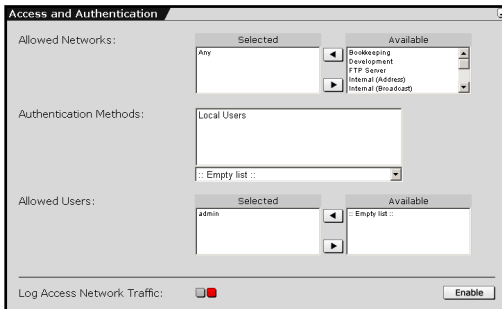 Access and Authentication
Allowed Networks:
Selected
Available
Any
Bookkeeping
Development
FTP Server
Internal (Address)
Internal (Broadcast)
Authentication Methods:
Local Users
:: Empty list ::
Allowed Users:
Selected
Available
admin
:: Empty list ::
Log Access Network Traffic:
Enable